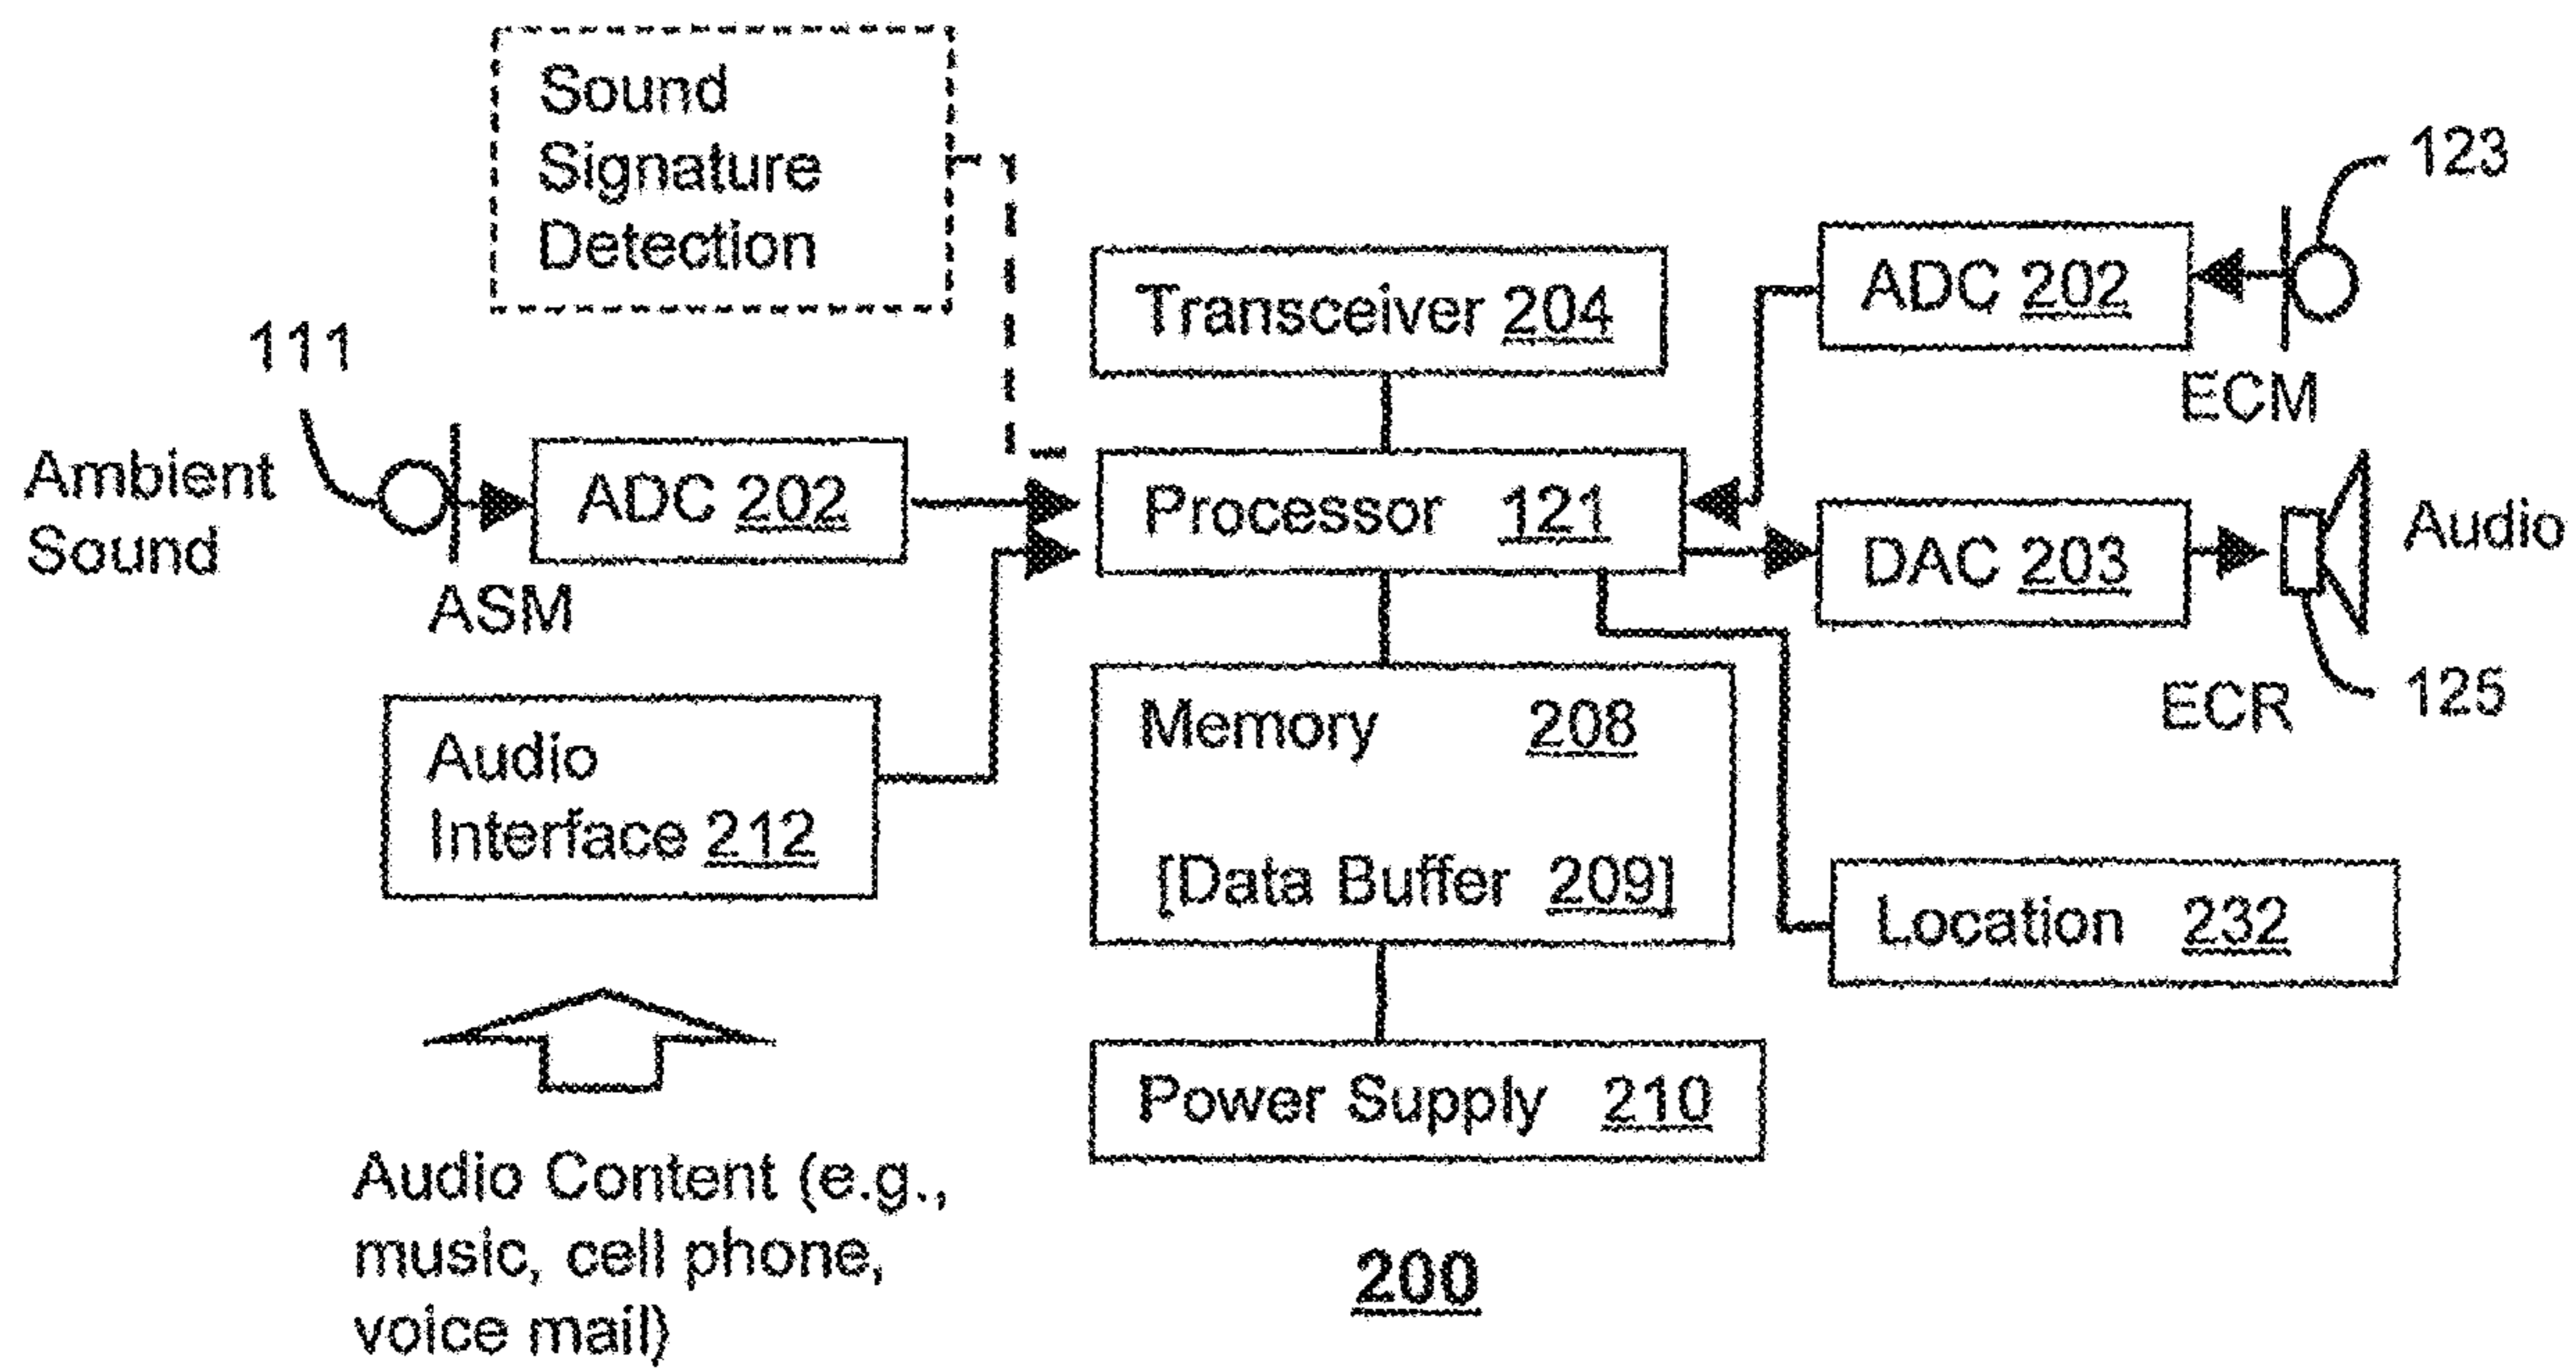 Sound
Signature
Detection
123
Transceiver 204
ADC 202
ECM
111
Ambient
Sound
ASM
ADC 202
Processor 121
DAC 203
Audio
ECR
125
Audio
Interface 212
Memory 208
[Data Buffer 209]
Location 232
Power Supply 210
Audio Content (e.g.,
music, cell phone,
voice mail)
200